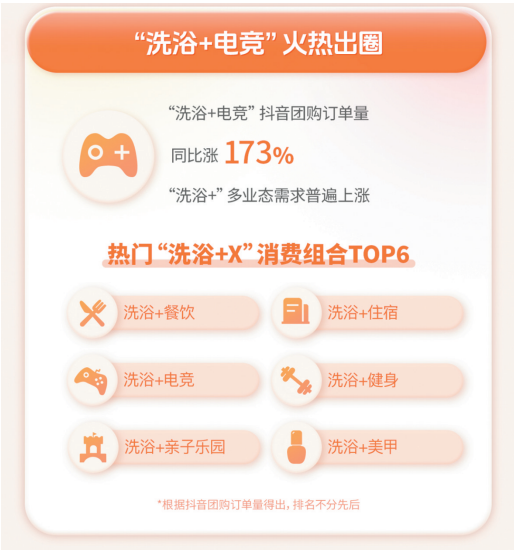 “洗浴+电竞”火热出圈
“洗浴+电竞”抖音团购订单量
同比涨 173%
“洗浴+”多业态需求普遍上涨
热门“洗浴+X”消费组合TOP6
洗浴+餐饮
洗浴+住宿
洗浴+电竞
洗浴+健身
洗浴+亲子乐园
洗浴+美甲
*根据抖音团购订单量得出，排名不分先后